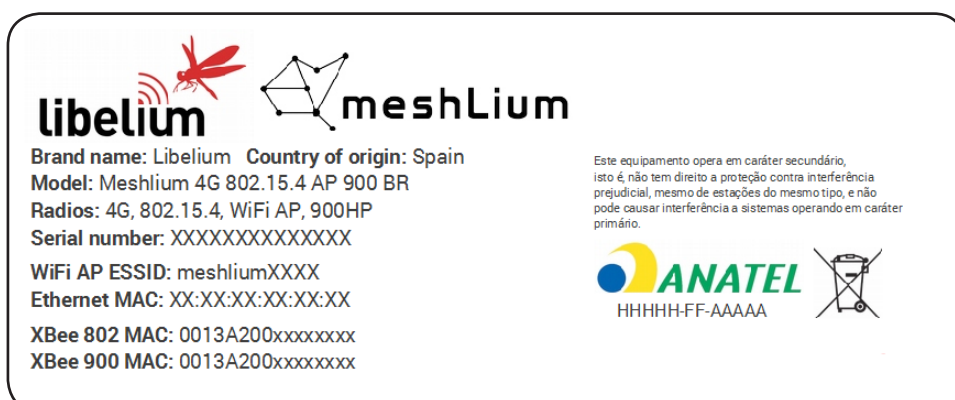 libelium
meshLium
Brand name: Libelium Country of origin: Spain
Model: Meshlium 4G 802.15.4 AP 900 BR
Radios: 4G, 802.15.4, WiFi AP, 900HP
Serial number: XXXXXXXXXXXXXX
WiFi AP ESSID: meshliumXXXX
Ethernet MAC: XX:XX:XX:XX:XX:XX
XBee 802 MAC: 0013A200xxxxxxxx
XBee 900 MAC: 0013A200xxxxxxxx
Este equipamento opera em caráter secundário,
isto é, não tem direito a proteção contra interferência
prejudicial, mesmo de estações do mesmo tipo, e não
pode causar interferência a sistemas operando em caráter
primário.
ANATEL
HHHHH-FF-AAAAA